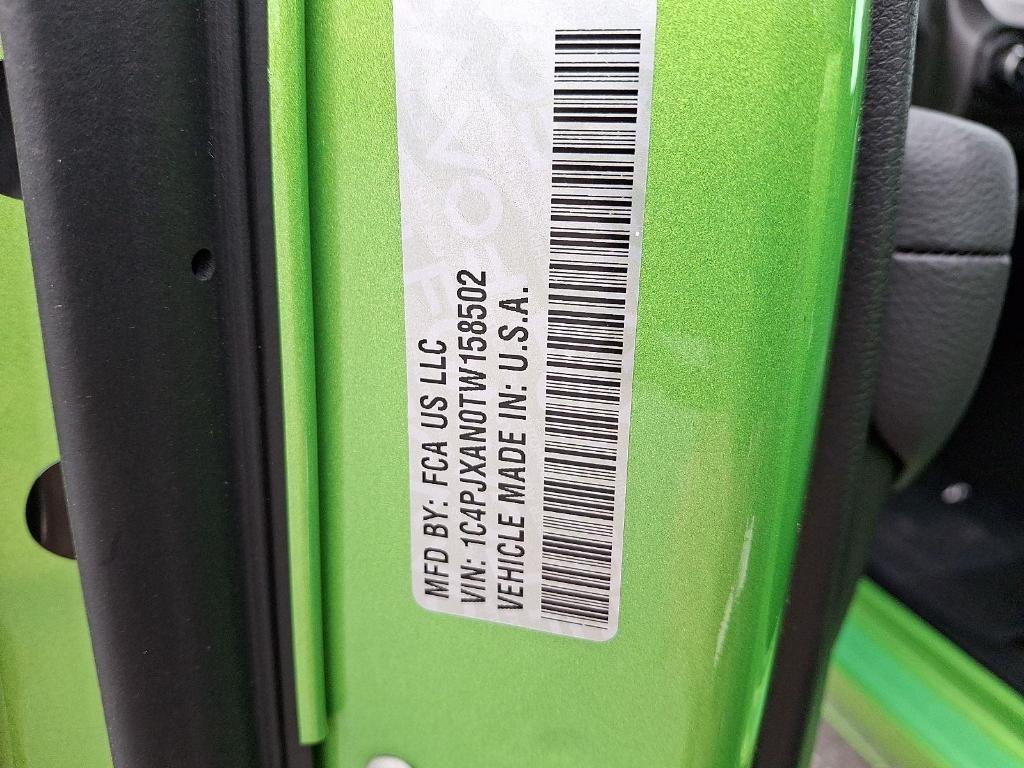 MFD BY: FCA US LLC
VIN: 1C4PJXAN0TW158502
VEHICLE MADE IN: U.S.A.